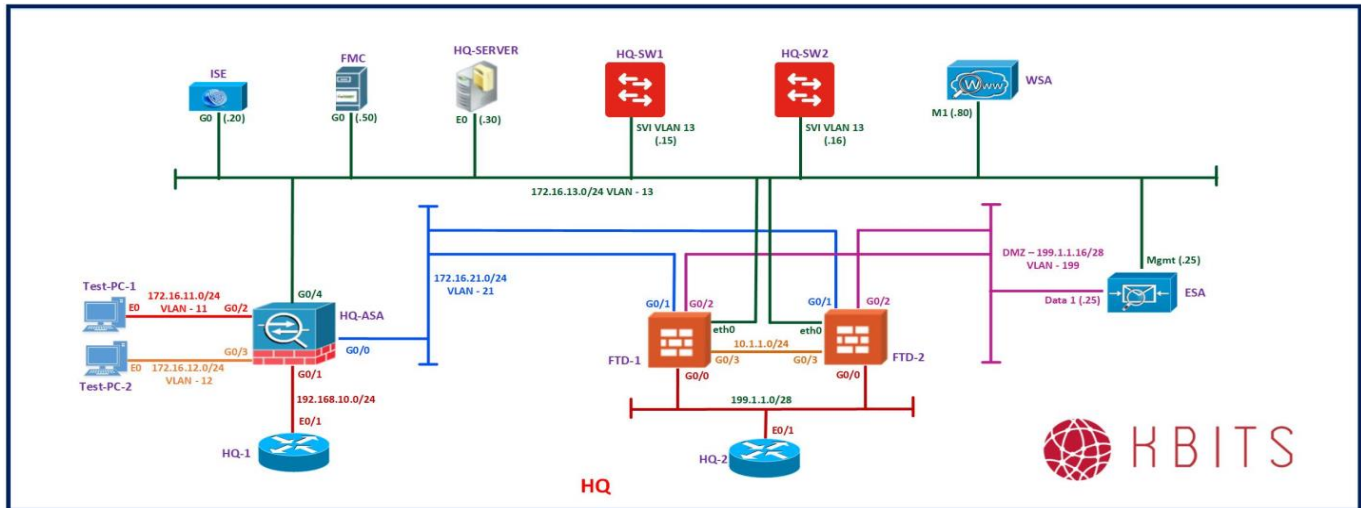 ISE
FMC
HQ-SERVER
HQ-SW1
HQ-SW2
WSA
G0 (.20)
G0 (.50)
E0 (.30)
SVI VLAN 13
(.15)
SVI VLAN 13
(.16)
M1 (.80)
172.16.13.0/24 VLAN - 13
172.16.21.0/24
VLAN - 21
DMZ – 199.1.1.16/28
VLAN - 199
Mgmt (.25)
Data 1 (.25)
ESA
Test-PC-1
E0
172.16.11.0/24
VLAN - 11
G0/2
G0/4
HQ-ASA
G0/0
G0/3
E0
172.16.12.0/24
VLAN - 12
Test-PC-2
G0/1
192.168.10.0/24
E0/1
HQ-1
G0/1
G0/2
eth0
FTD-1
G0/3
G0/0
10.1.1.0/24
G0/1
G0/2
eth0
G0/3
FTD-2
G0/0
199.1.1.0/28
E0/1
HQ-2
HQ
KBITS